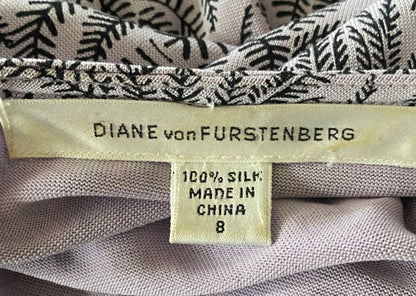 DIANE von FURSTENBERG
100% SILK
MADE IN
CHINA
8